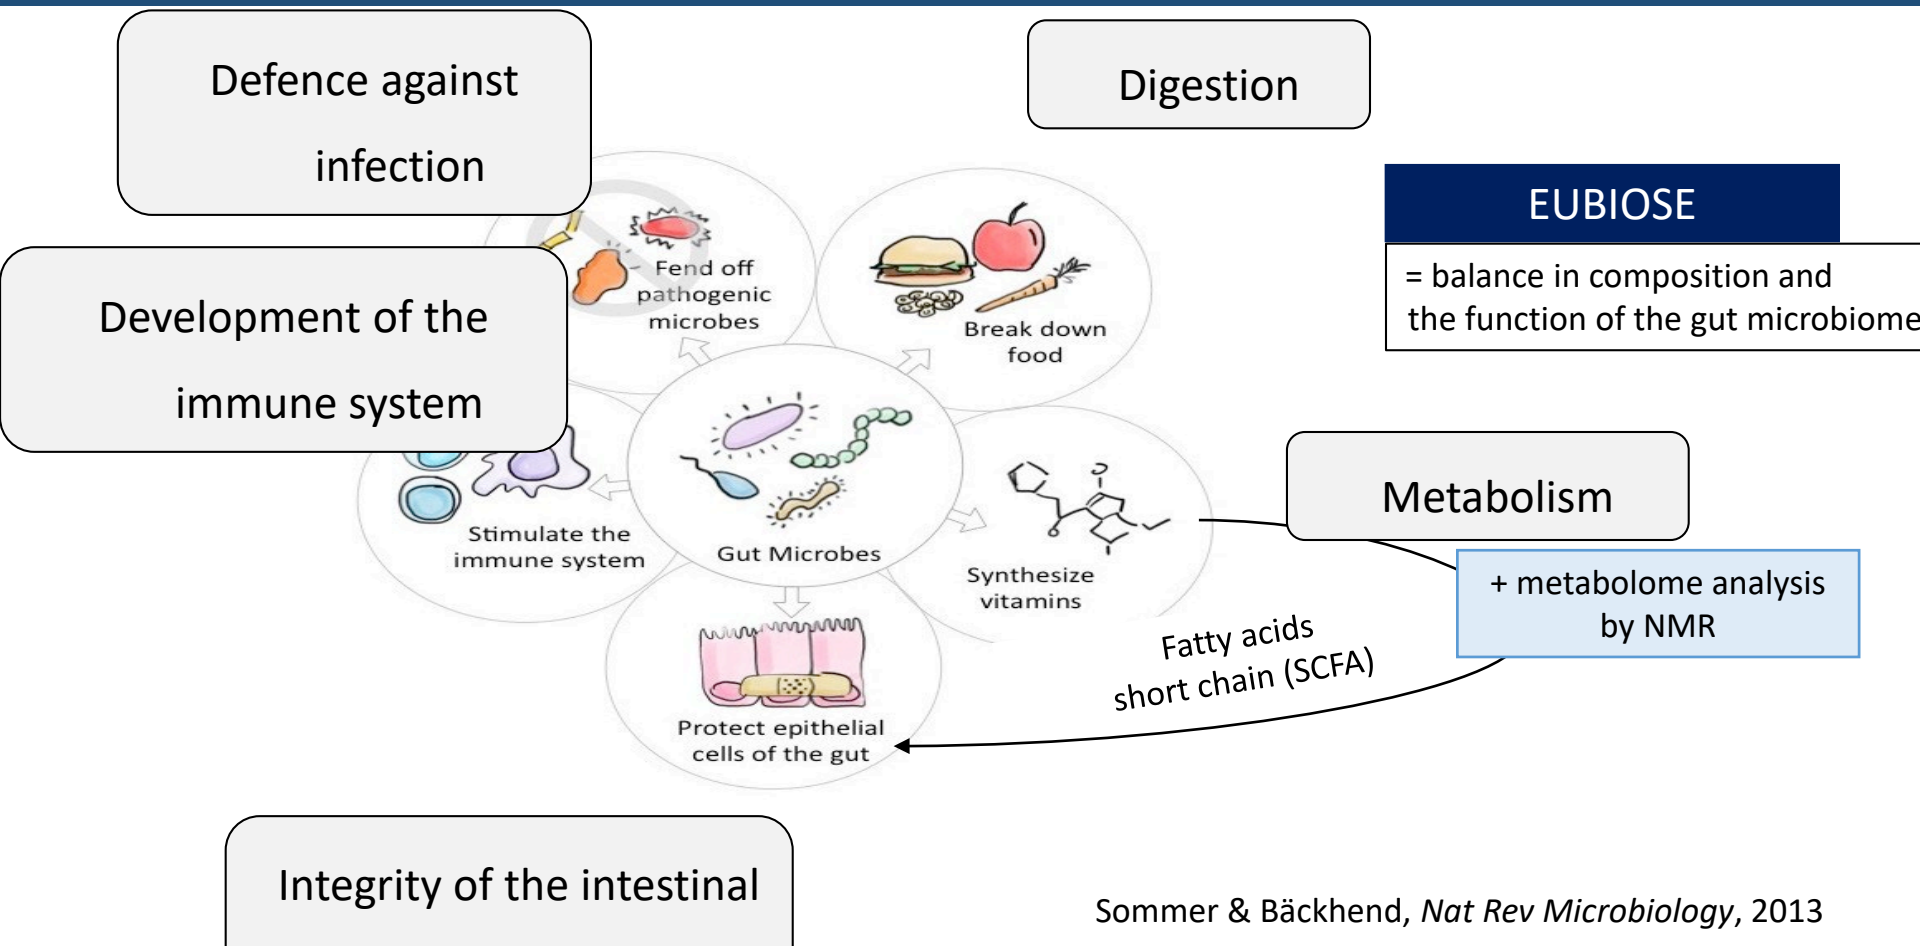 Defence against
infection
Digestion
EUBIOSE
= balance in composition and
the function of the gut microbiome
Development of the
immune system
Fend off
pathogenic
microbes
Break down
food
Metabolism
+ metabolome analysis
by NMR
Stimulate the
immune system
Gut Microbes
Synthesize
vitamins
Fatty acids
short chain (SCFA)
Protect epithelial
cells of the gut
Integrity of the intestinal
Sommer & Bäckhend, Nat Rev Microbiology, 2013